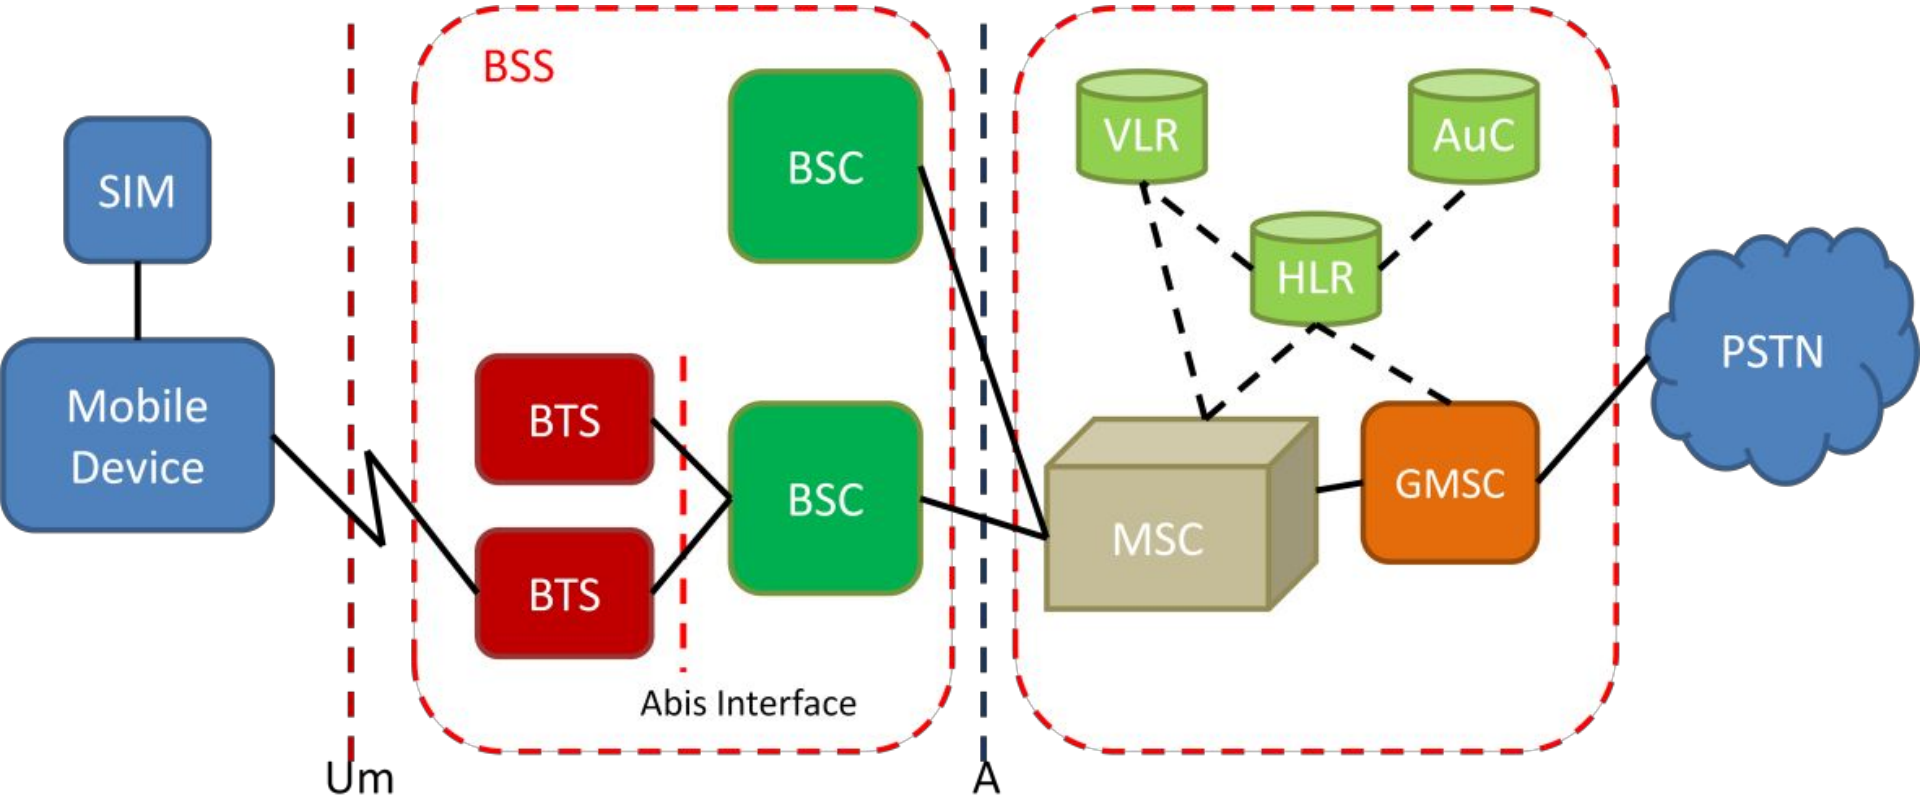 BSS
VLR
AuC
BSC
SIM
HLR
PSTN
Mobile
Device
BTS
BSC
GMSC
MSC
BTS
Abis Interface
Um
A